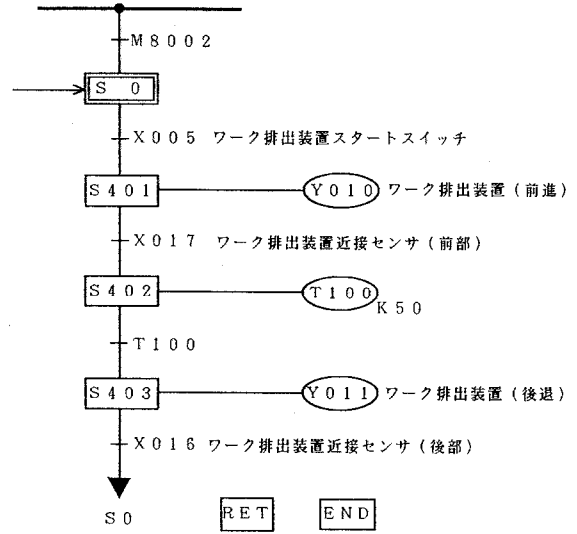 M8002
S 0
X005 ワーク排出装置スタートスイッチ
S401 Y010 ワーク排出装置(前進)
X017 ワーク排出装置近接センサ(前部)
S402 T100 K50
T100
S403 Y011 ワーク排出装置(後退)
X016 ワーク排出装置近接センサ(後部)
S0 RET END